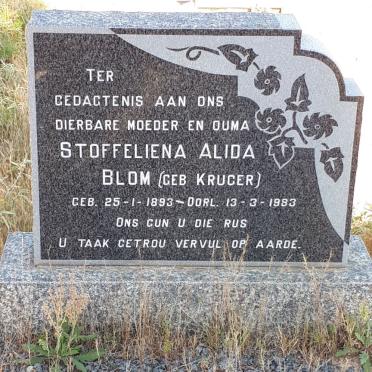 TER
GEDAGTENIS AAN ONS
DIERBARE MOEDER EN OUMA
STOFFELIENA ALIDA
BLOM (GEB KRUGER)
GEB. 25-1-1893-OORL. 13-3-1983
ONS GUN U DIE RUS
U TAAK GETROU VERVUL OP AARDE.